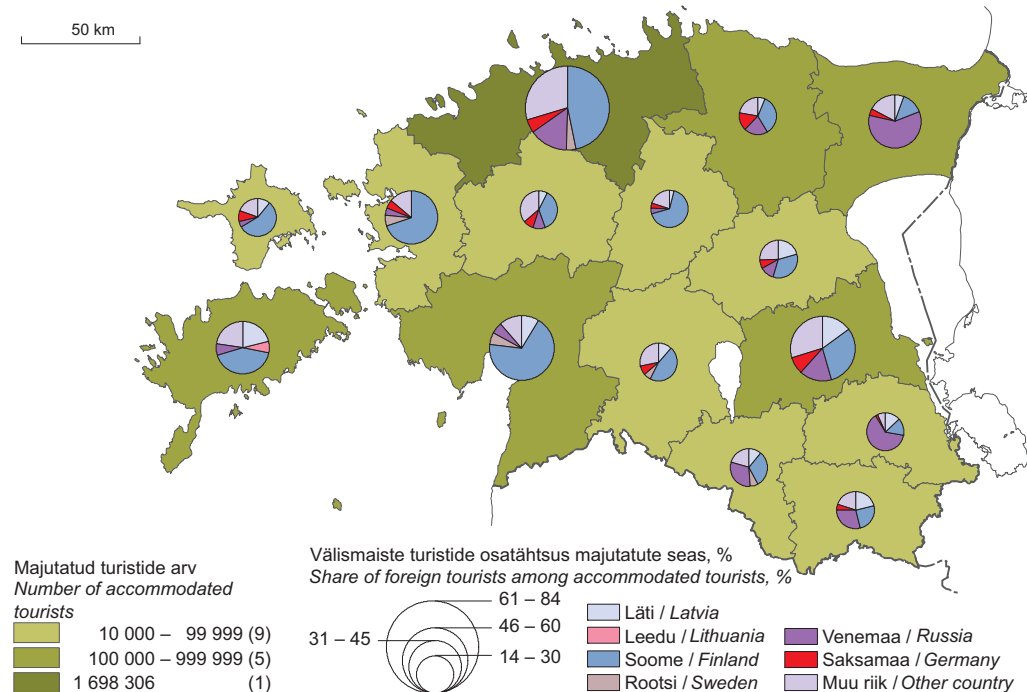 50 km
Majutatud turistide arv
Number of accommodated
tourists
10 000 – 99 999 (9)
100 000 – 999 999 (5)
1 698 306 (1)
Välismaiste turistide osatähtsus majutatute seas, %
Share of foreign tourists among accommodated tourists, %
61 – 84
46 – 60
31 – 45
14 – 30
Läti / Latvia
Leedu / Lithuania
Soome / Finland
Rootsi / Sweden
Venemaa / Russia
Saksamaa / Germany
Muu riik / Other country